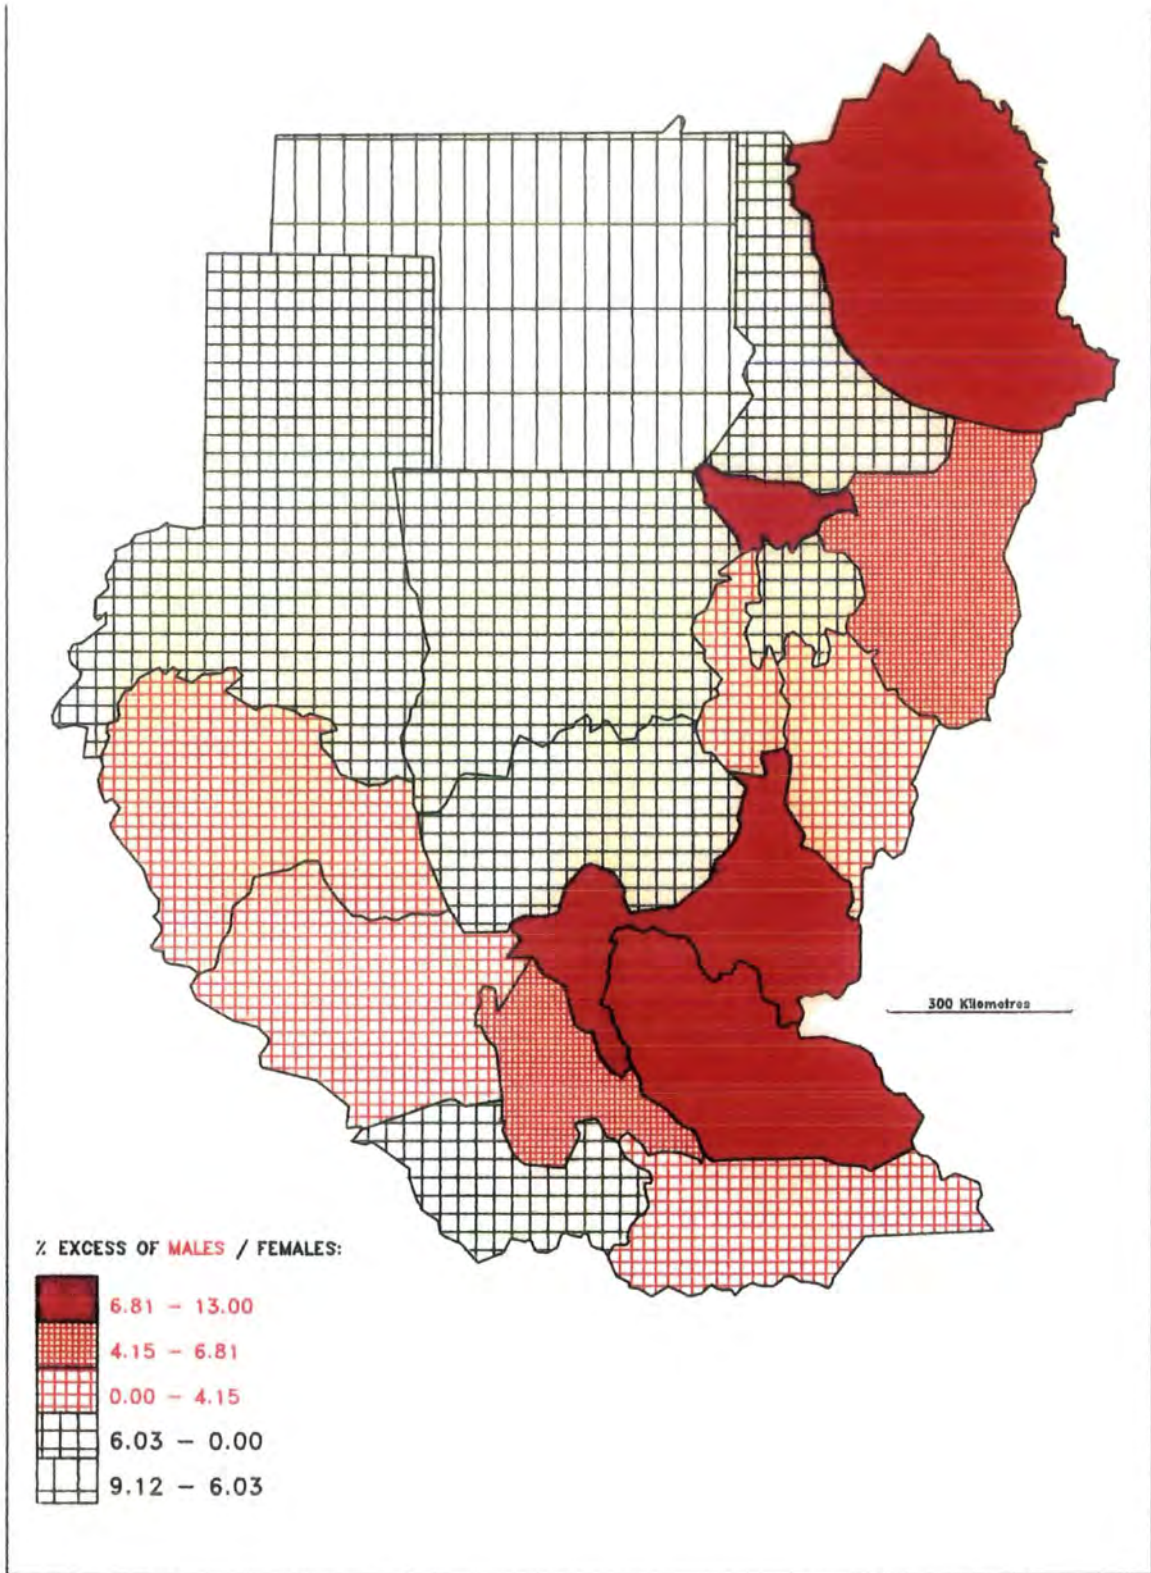 300 Kilometres
% EXCESS OF MALES / FEMALES:
6.81 - 13.00
4.15 - 6.81
0.00 - 4.15
6.03 - 0.00
9.12 - 6.03